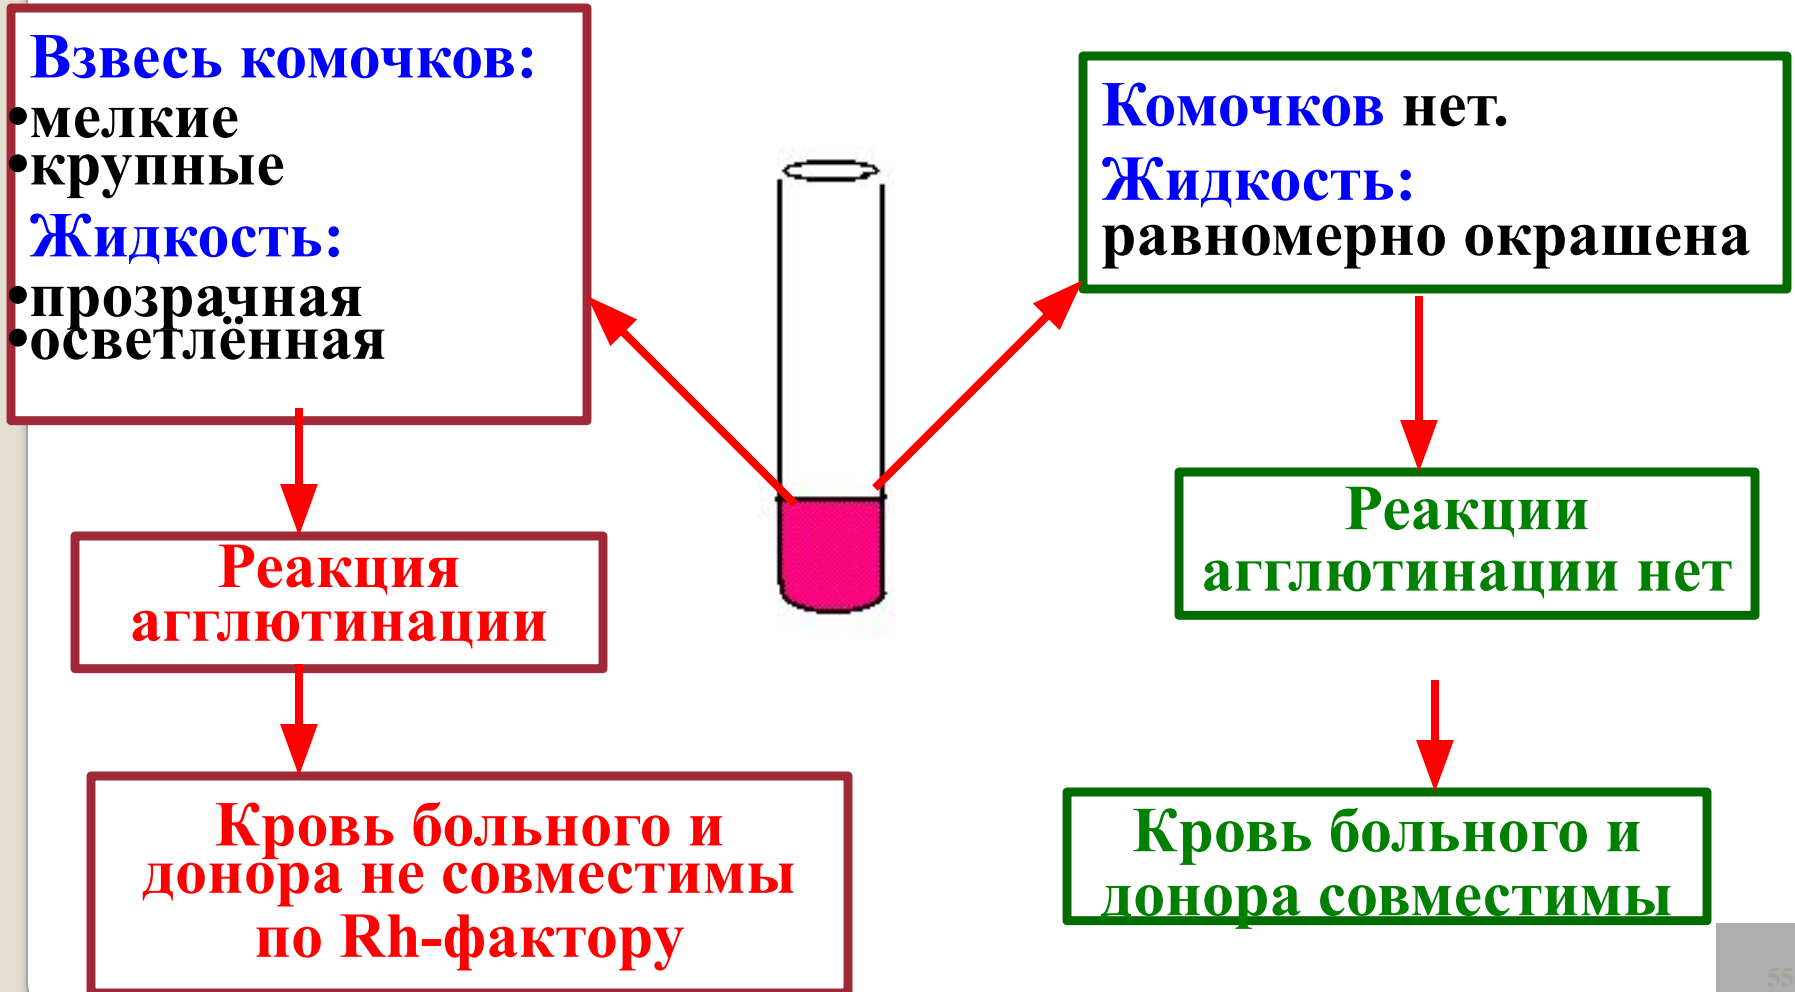 Взвесь комочков:
•мелкие
•крупные
Жидкость:
•прозрачная
•осветлённая
Реакция
агглютинации
Кровь больного и
донора не совместимы
по Rh-фактору
Комочков нет.
Жидкость:
равномерно окрашена
Реакции
агглютинации нет
Кровь больного и
донора совместимы
55